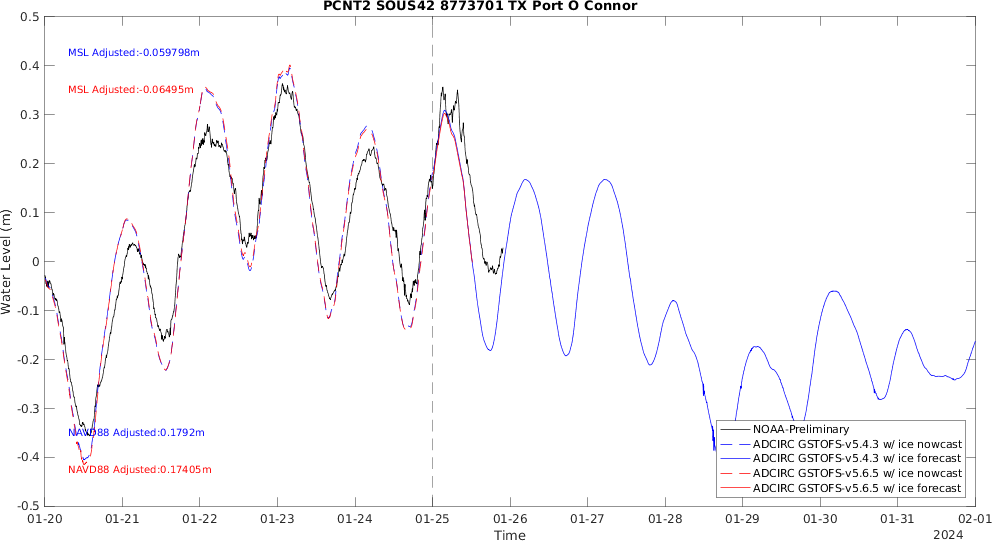 PCNT2 SOUS42 8773701 TX Port O Connor
0.5
0.4
0.3
0.2
0.1
0
-0.1
-0.2
-0.3
-0.4
-0.5
Water Level (m)
MSL Adjusted:-0.059798m
MSL Adjusted:-0.06495m
NAVD88 Adjusted:0.1792m
NAVD88 Adjusted:0.17405m
NOAA-Preliminary
ADCIRC GSTOFS-v5.4.3 w/ ice nowcast
ADCIRC GSTOFS-v5.4.3 w/ ice forecast
ADCIRC GSTOFS-v5.6.5 w/ ice nowcast
ADCIRC GSTOFS-v5.6.5 w/ ice forecast
01-20 01-21 01-22 01-23 01-24 01-25 01-26 01-27 01-28 01-29 01-30 01-31 02-01
Time
2024